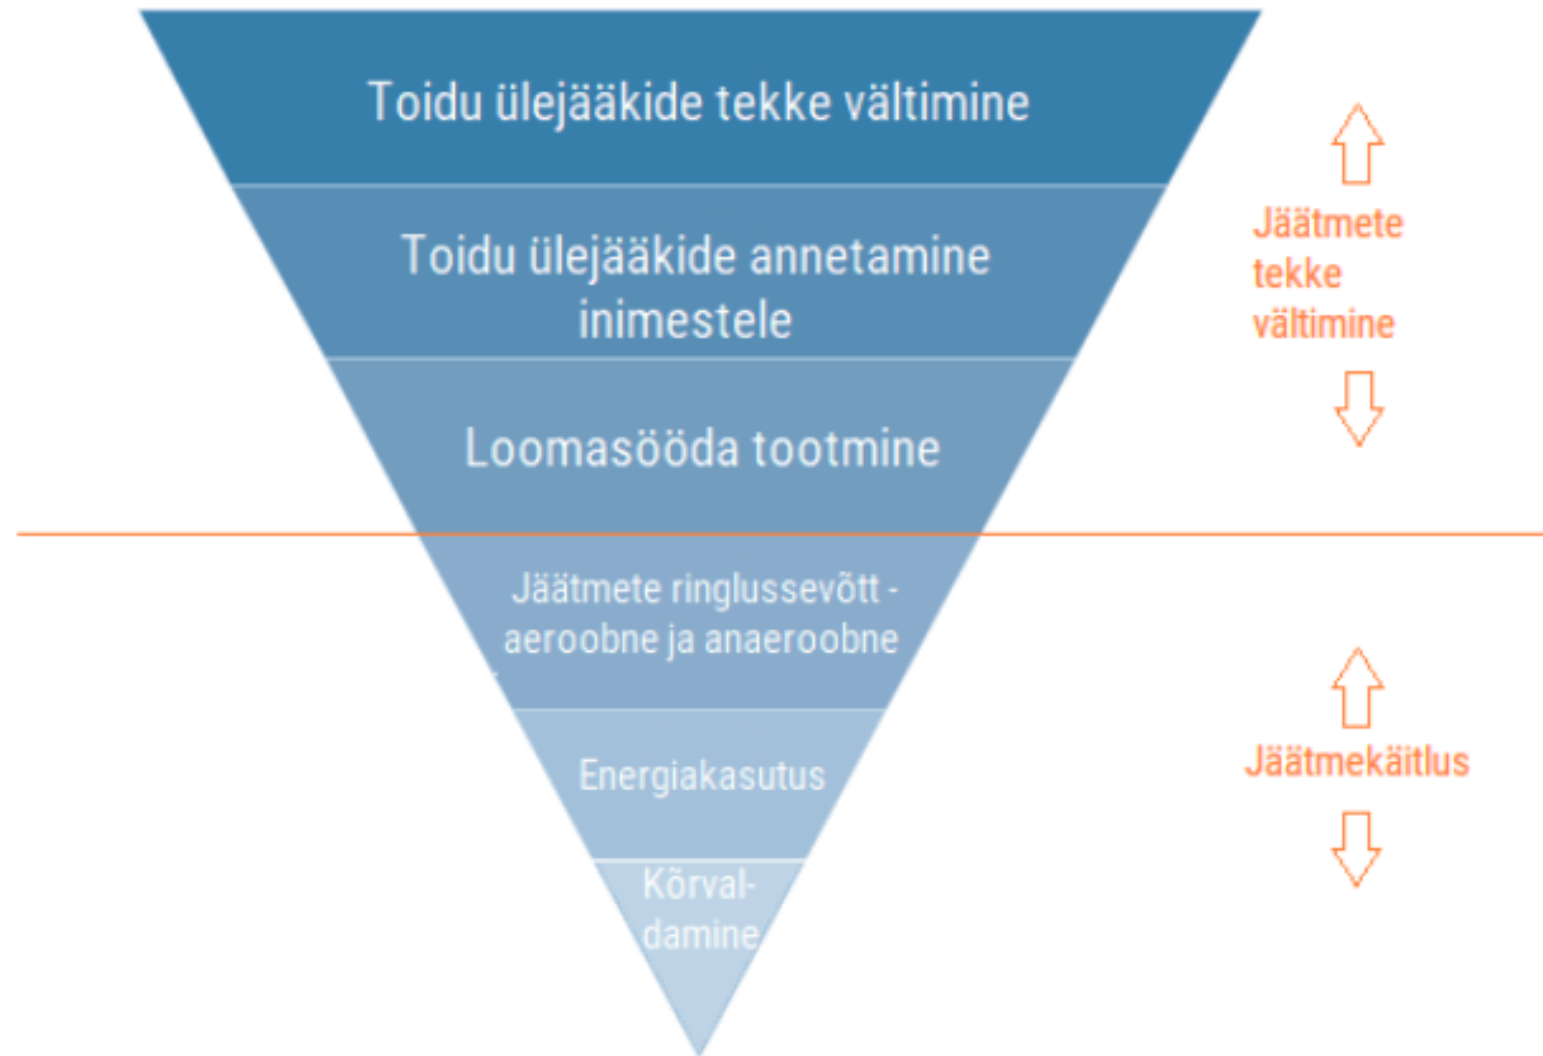 Toidu ülejääkide tekke vältimine
Toidu ülejääkide annetamine
inimestele
Loomasööda tootmine
Jäätmete
tekke
vältimine
Jäätmete ringlussevõtt -
aeroobne ja anaeroobne
Energiakasutus
Kõrval-
damine
Jäätmekäitlus